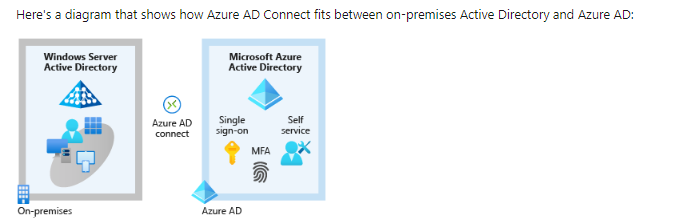 Here's a diagram that shows how Azure AD Connect fits between on-premises Active Directory and Azure AD:
Windows Server
Active Directory
Microsoft Azure
Active Directory
Azure AD
connect
Single
sign-on
Self
service
MFA
On-premises
Azure AD